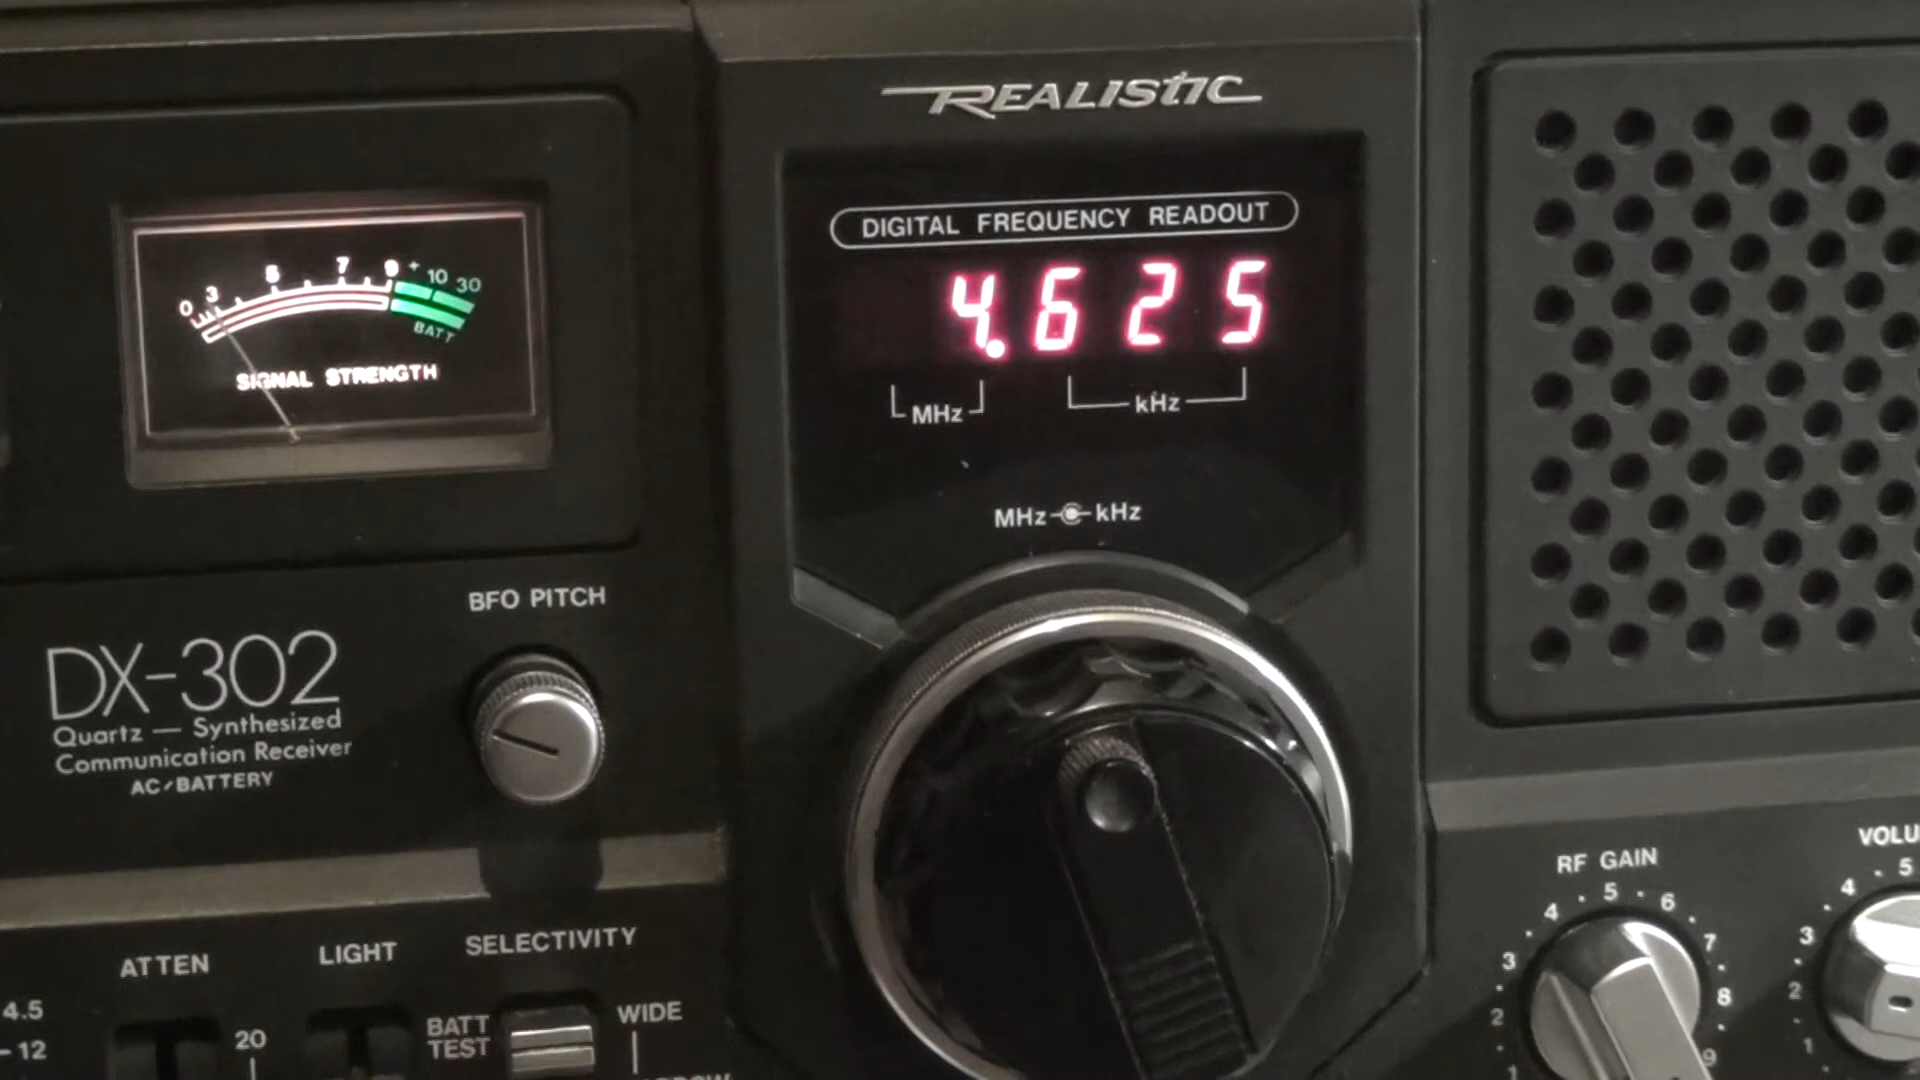 REALISTIC
DIGITAL FREQUENCY READOUT
4.625
MHz
kHz
MHz kHz
0 3 5 7 9 + 10 30
BATT
SIGNAL STRENGTH
BFO PITCH
DX-302
Quartz — Synthesized
Communication Receiver
AC/BATTERY
ATTEN
LIGHT
SELECTIVITY
4.5
12
20
BATT
TEST
WIDE
RF GAIN
1 2 3 4 5 6 7 8 9
1 2 3 4 5